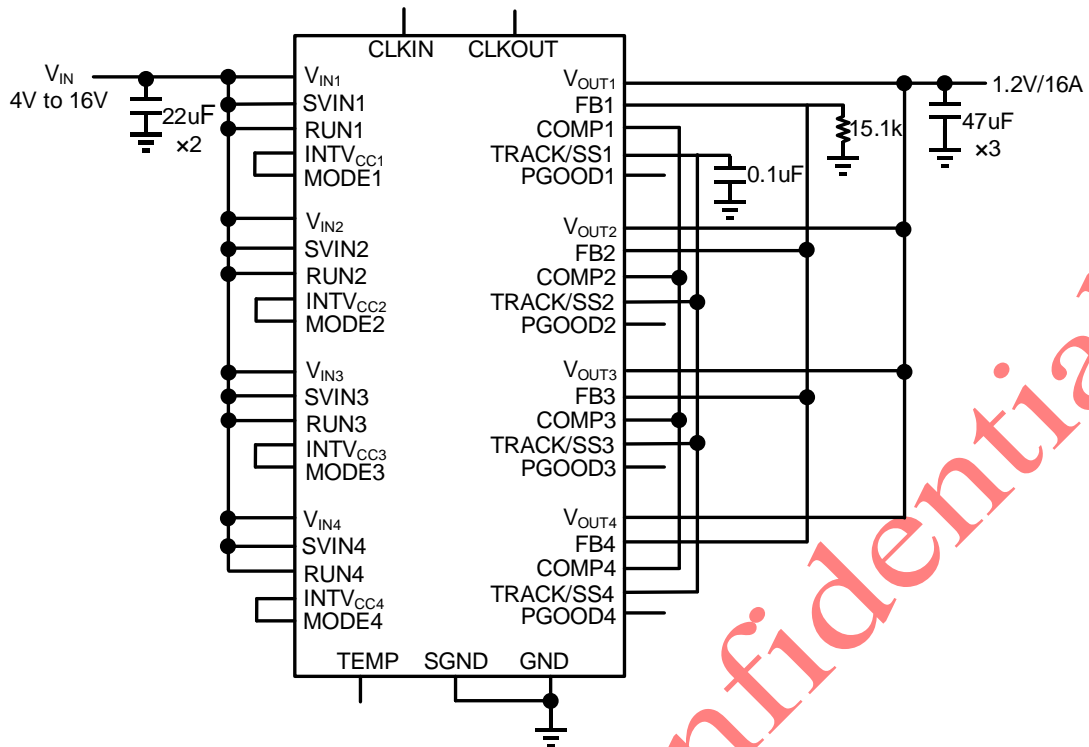 CLKIN CLKOUT
VIN
4V to 16V
22uF
×2
VIN1
SVIN1
RUN1
INTVCC1
MODE1
VIN2
SVIN2
RUN2
INTVCC2
MODE2
VIN3
SVIN3
RUN3
INTVCC3
MODE3
VIN4
SVIN4
RUN4
INTVCC4
MODE4
VOUT1
FB1
COMP1
TRACK/SS1
PGOOD1
VOUT2
FB2
COMP2
TRACK/SS2
PGOOD2
VOUT3
FB3
COMP3
TRACK/SS3
PGOOD3
VOUT4
FB4
COMP4
TRACK/SS4
PGOOD4
1.2V/16A
15.1k
47uF
×3
0.1uF
TEMP SGND GND
nfidentia